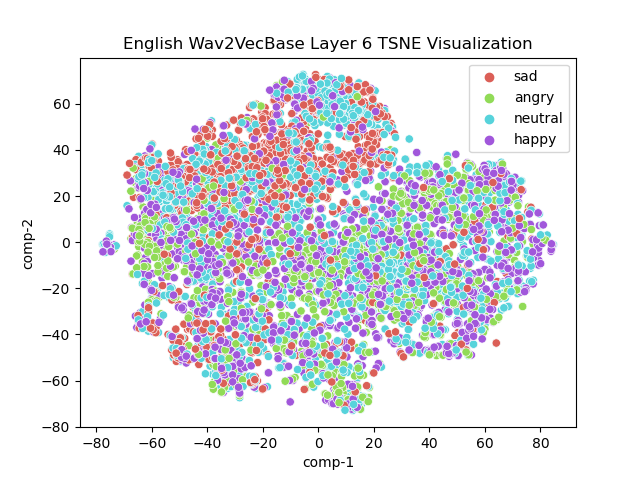 English Wav2VecBase Layer 6 TSNE Visualization
sad
angry
neutral
happy
60
40
20
0
−20
−40
−60
−80
comp-2
−80 −60 −40 −20 0 20 40 60 80
comp-1